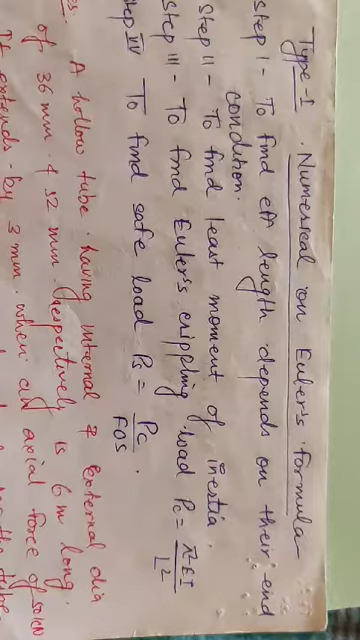 Type-I . Numerical on Euler's formula
Step I - To find eff length depends on their end
condition.
Step II - To find least moment of inertia.
Step III - To find Euler's crippling load Pc = π²EI / L²
Step IV To find safe load Ps = Pc / FOS
A hollow tube having internal & External dia
of 36 mm & 52 mm respectively is 6 m long.
It extends by 3 mm when an axial force of 50 kN